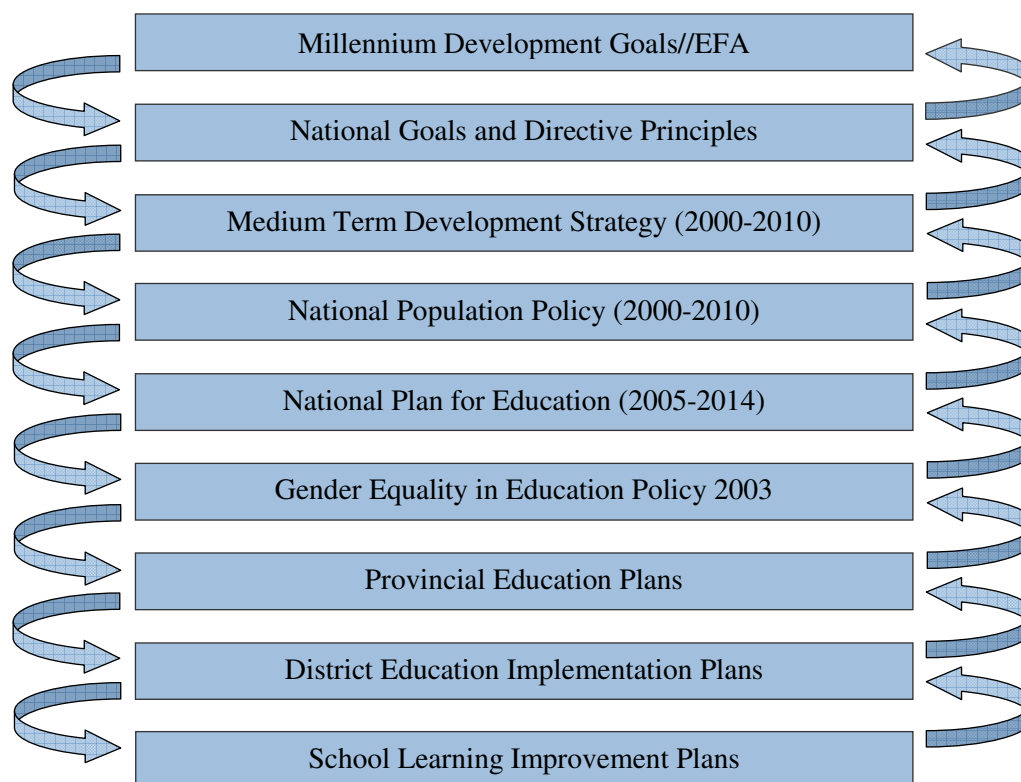 Millennium Development Goals//EFA
National Goals and Directive Principles
Medium Term Development Strategy (2000-2010)
National Population Policy (2000-2010)
National Plan for Education (2005-2014)
Gender Equality in Education Policy 2003
Provincial Education Plans
District Education Implementation Plans
School Learning Improvement Plans